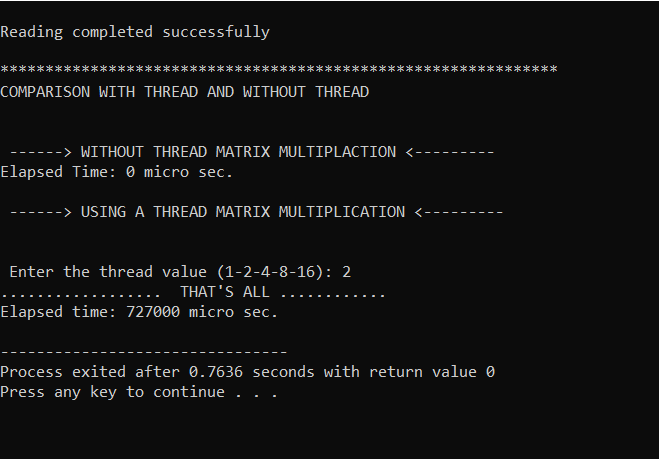 Reading completed successfully
**************************************************************
COMPARISON WITH THREAD AND WITHOUT THREAD
------> WITHOUT THREAD MATRIX MULTIPLACTION <---------
Elapsed Time: 0 micro sec.
------> USING A THREAD MATRIX MULTIPLICATION <---------
Enter the thread value (1-2-4-8-16): 2
.................. THAT'S ALL ............
Elapsed time: 727000 micro sec.
--------------------------------
Process exited after 0.7636 seconds with return value 0
Press any key to continue . . .